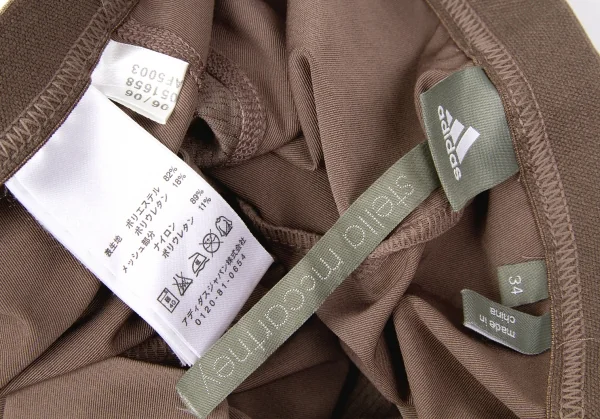 06/06
051658
AF5003
裏生地 ポリエステル 82%
ポリウレタン 18%
メッシュ部分 ナイロン 89%
ポリウレタン 11%
アディダスジャパン株式会社
0120-81-0654
adidas
stella mccartney
34
made in
china